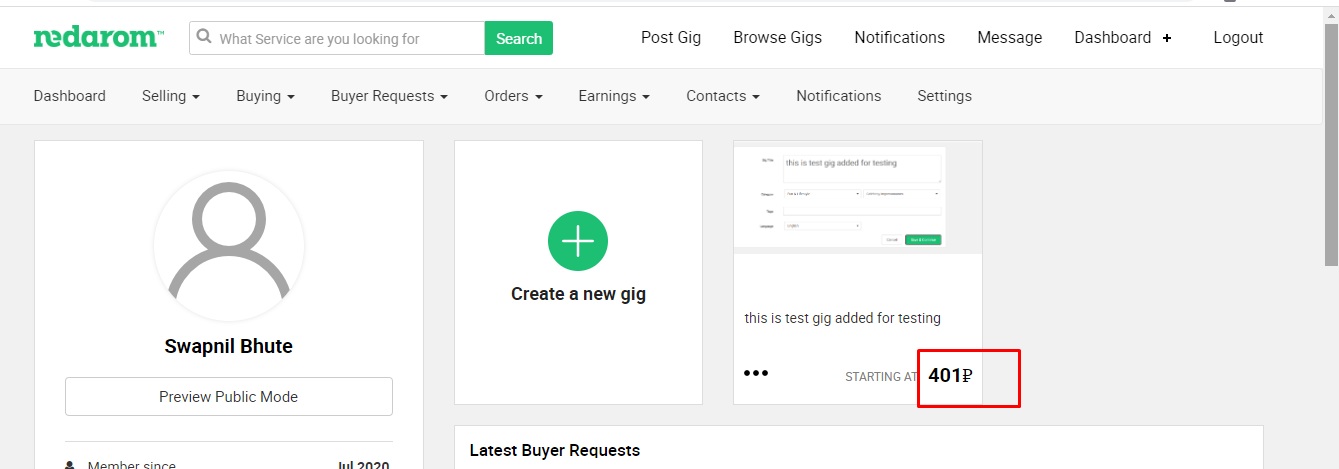 nedarom™
What Service are you looking for
Search
Post Gig
Browse Gigs
Notifications
Message
Dashboard +
Logout
Dashboard
Selling
Buying
Buyer Requests
Orders
Earnings
Contacts
Notifications
Settings
Swapnil Bhute
Preview Public Mode
Member since
Jul 2020
Create a new gig
this is test gig added for testing
this is test gig added for testing
STARTING AT 401₽
Latest Buyer Requests